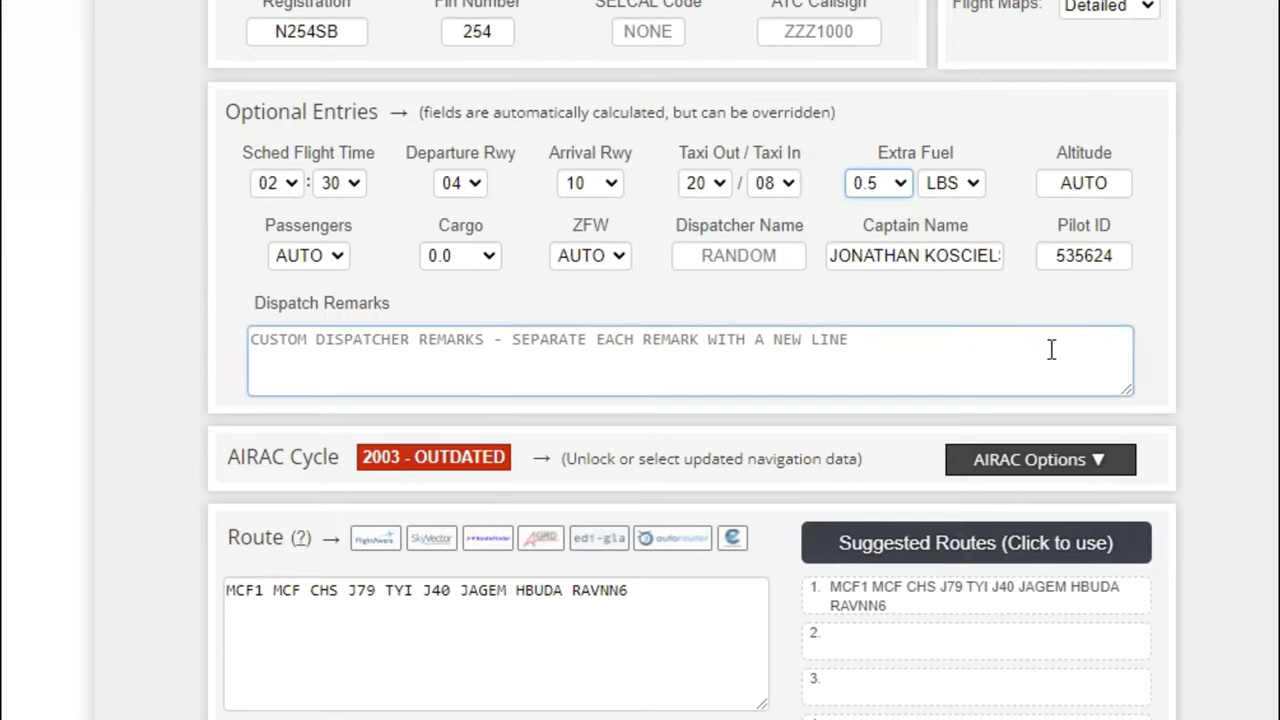 Registration Fin Number SELCAL Code ATC Callsign
N254SB 254 NONE ZZZ1000
Flight Maps: Detailed
Optional Entries → (fields are automatically calculated, but can be overridden)
Sched Flight Time Departure Rwy Arrival Rwy Taxi Out / Taxi In Extra Fuel Altitude
02 : 30 04 10 20 / 08 0.5 LBS AUTO
Passengers Cargo ZFW Dispatcher Name Captain Name Pilot ID
AUTO 0.0 AUTO RANDOM JONATHAN KOSCIEL 535624
Dispatch Remarks
CUSTOM DISPATCHER REMARKS - SEPARATE EACH REMARK WITH A NEW LINE
AIRAC Cycle 2003 - OUTDATED → (Unlock or select updated navigation data) AIRAC Options ▼
Route (?) → FlightAware SkyVector RouteFinder edi-gla autorouter
MCF1 MCF CHS J79 TYI J40 JAGEM HBUDA RAVNN6
Suggested Routes (Click to use)
1. MCF1 MCF CHS J79 TYI J40 JAGEM HBUDA
RAVNN6
2.
3.